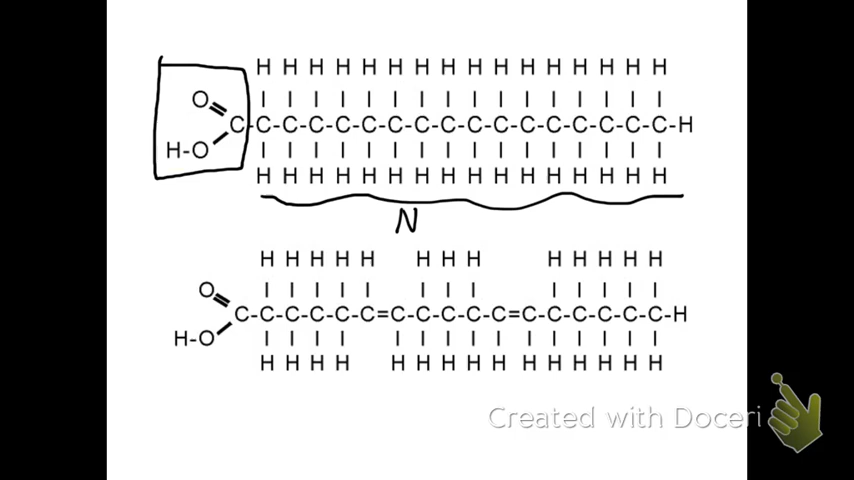 H H H H H H H H H H H H H H H H
O
C-C-C-C-C-C-C-C-C-C-C-C-C-C-C-C-C-H
H-O
H H H H H H H H H H H H H H H H
N
H H H H H H H H H H H H H
O
C-C-C-C-C-C=C-C-C-C-C=C-C-C-C-C-C-H
H-O
H H H H H H H H H H H H H H H
Created with Doceri